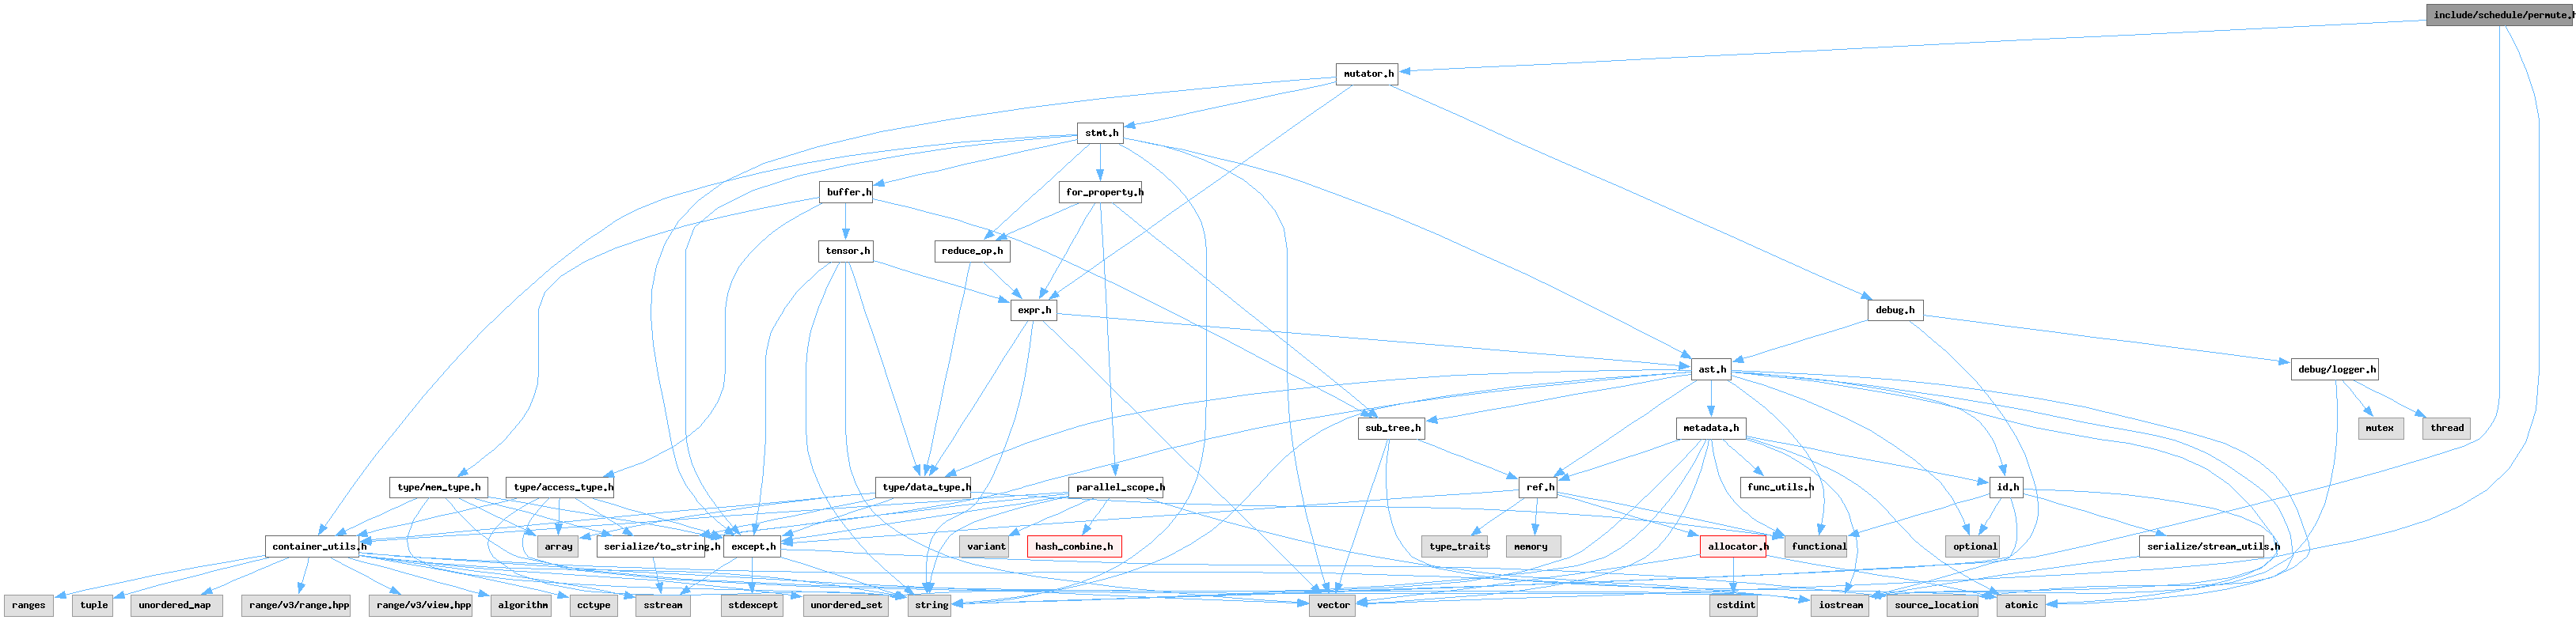 include/schedule/permute.h
mutator.h
stmt.h
buffer.h
for_property.h
tensor.h
reduce_op.h
expr.h
debug.h
ast.h
debug/logger.h
sub_tree.h
metadata.h
mutex
thread
type/mem_type.h
type/access_type.h
type/data_type.h
parallel_scope.h
ref.h
func_utils.h
id.h
container_utils.h
array
serialize/to_string.h
except.h
variant
hash_combine.h
type_traits
memory
allocator.h
functional
optional
serialize/stream_utils.h
ranges
tuple
unordered_map
range/v3/range.hpp
range/v3/view.hpp
algorithm
cctype
sstream
stdexcept
unordered_set
string
vector
cstdint
iostream
source_location
atomic